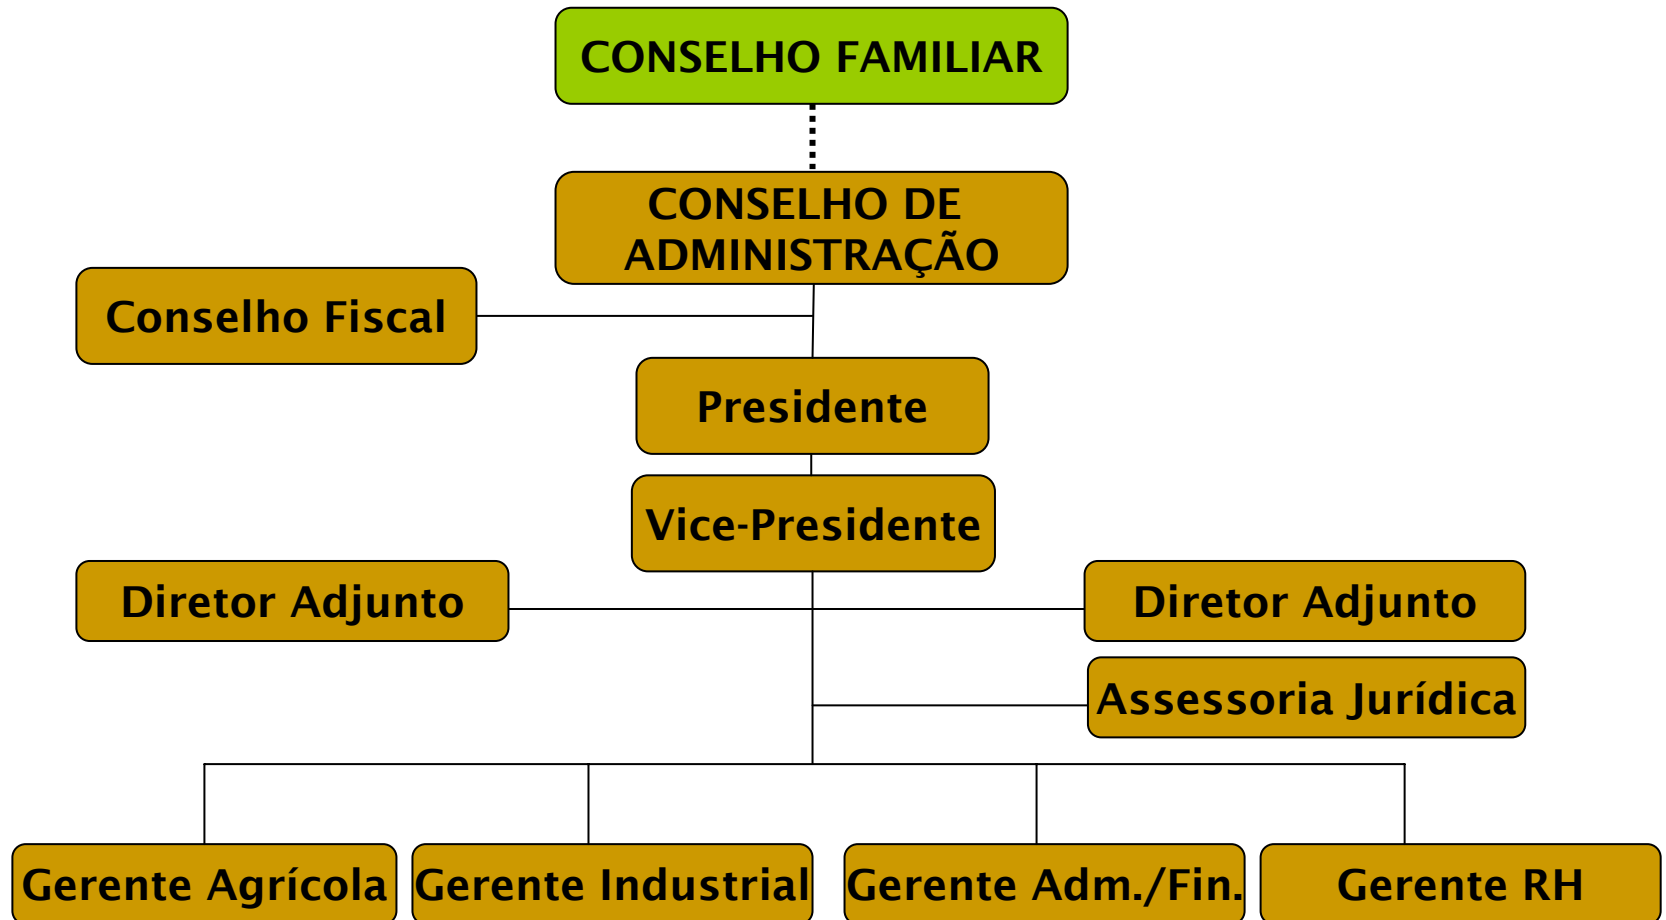 CONSELHO FAMILIAR
CONSELHO DE
ADMINISTRAÇÃO
Conselho Fiscal
Presidente
Vice-Presidente
Diretor Adjunto
Diretor Adjunto
Assessoria Jurídica
Gerente Agrícola
Gerente Industrial
Gerente Adm./Fin.
Gerente RH